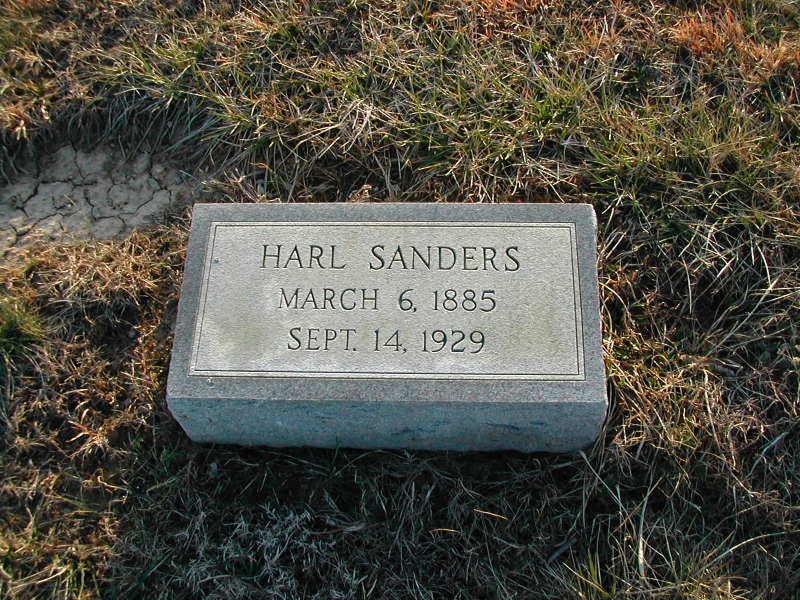 HARL SANDERS
MARCH 6, 1885
SEPT. 14, 1929